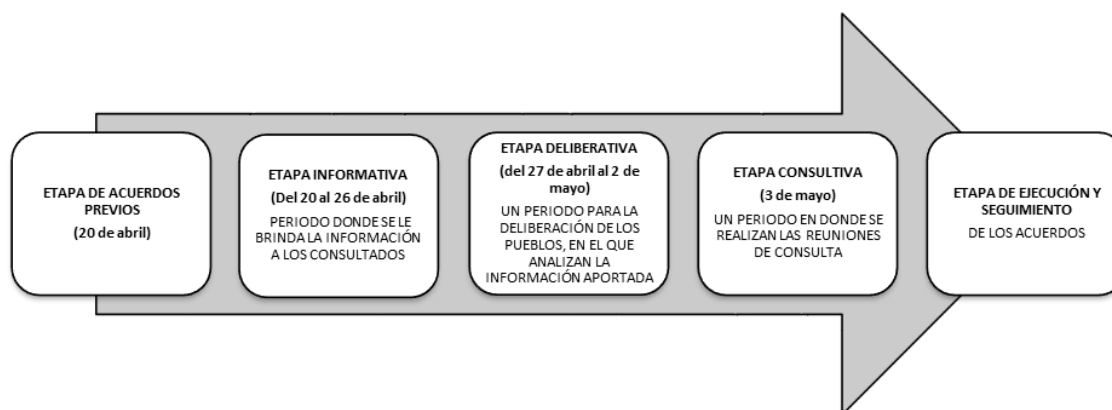 ETAPA DE ACUERDOS
PREVIOS
(20 de abril)
ETAPA INFORMATIVA
(Del 20 al 26 de abril)
PERIODO DONDE SE LE
BRINDA LA INFORMACIÓN
A LOS CONSULTADOS
ETAPA DELIBERATIVA
(del 27 de abril al 2 de
mayo)
UN PERIODO PARA LA
DELIBERACIÓN DE LOS
PUEBLOS, EN EL QUE
ANALIZAN LA
INFORMACIÓN APORTADA
ETAPA CONSULTIVA
(3 de mayo)
UN PERIODO EN DONDE SE
REALIZAN LAS REUNIONES
DE CONSULTA
ETAPA DE EJECUCIÓN Y
SEGUIMIENTO
DE LOS ACUERDOS